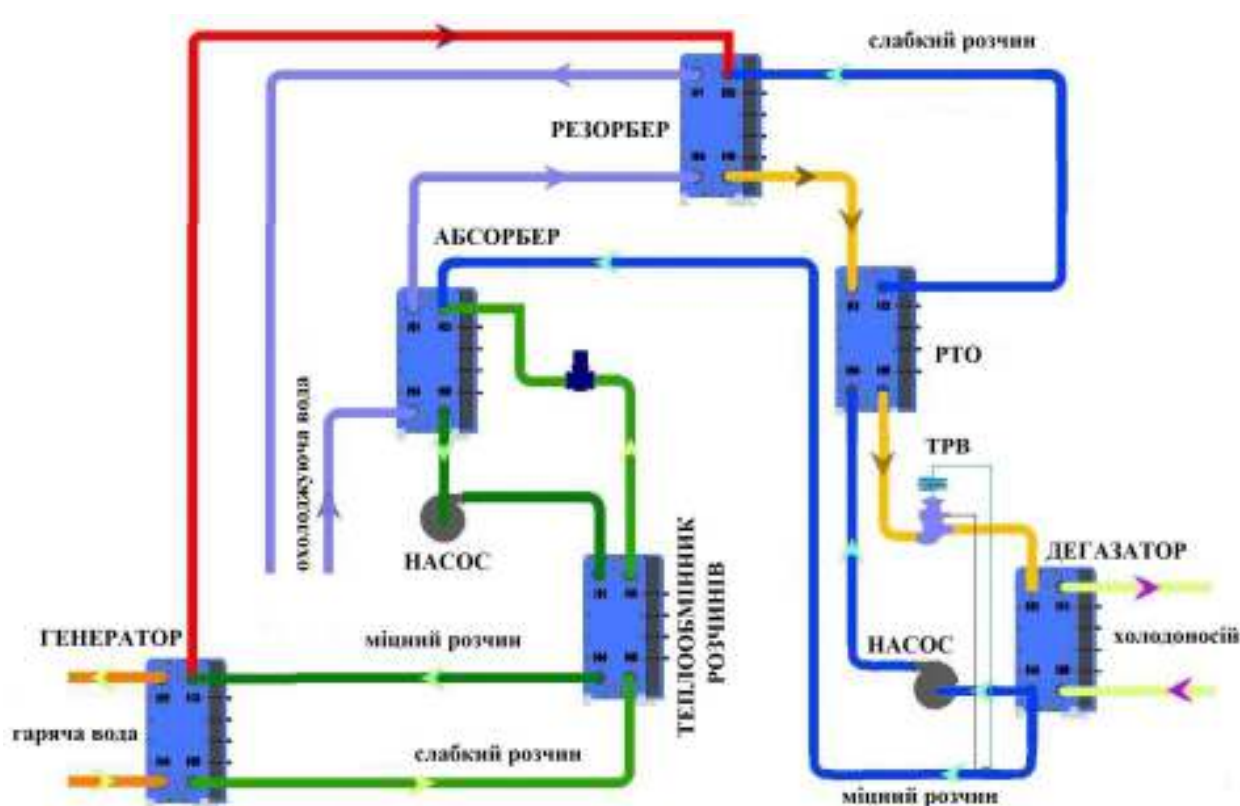 слабкий розчин
РЕЗОРБЕР
АБСОРБЕР
РТО
охолоджуюча вода
ТРВ
НАСОС
ДЕГАЗАТОР
ТЕПЛООБМІННИК
РОЗЧИНІВ
ГЕНЕРАТОР
міцний розчин
НАСОС
холодоносій
гаряча вода
слабкий розчин
міцний розчин